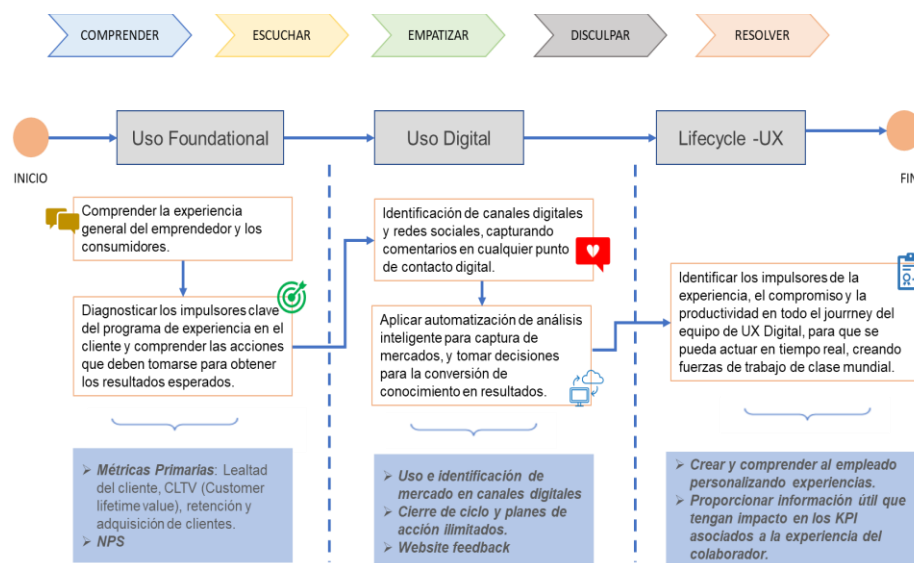 COMPRENDER
ESCUCHAR
EMPATIZAR
DISCULPAR
RESOLVER
INICIO
Uso Foundational
Uso Digital
Lifecycle -UX
FIN
Comprender la experiencia
general del emprendedor y los
consumidores.
Diagnosticar los impulsores clave
del programa de experiencia en el
cliente y comprender las acciones
que deben tomarse para obtener
los resultados esperados.
➢ Métricas Primarias: Lealtad
del cliente, CLTV (Customer
lifetime value), retención y
adquisición de clientes.
➢ NPS
Identificación de canales digitales
y redes sociales, capturando
comentarios en cualquier punto
de contacto digital.
Aplicar automatización de análisis
inteligente para captura de
mercados, y tomar decisiones
para la conversión de
conocimiento en resultados.
➢ Uso e identificación de
mercado en canales digitales
➢ Cierre de ciclo y planes de
acción ilimitados.
➢ Website feedback
Identificar los impulsores de la
experiencia, el compromiso y la
productividad en todo el jourrney del
equipo de UX Digital, para que se
pueda actuar en tiempo real, creando
fuerzas de trabajo de clase mundial.
➢ Crear y comprender al empleado
personalizando experiencias.
➢ Proporcionar información útil que
tengan impacto en los KPI
asociados a la experiencia del
colaborador.